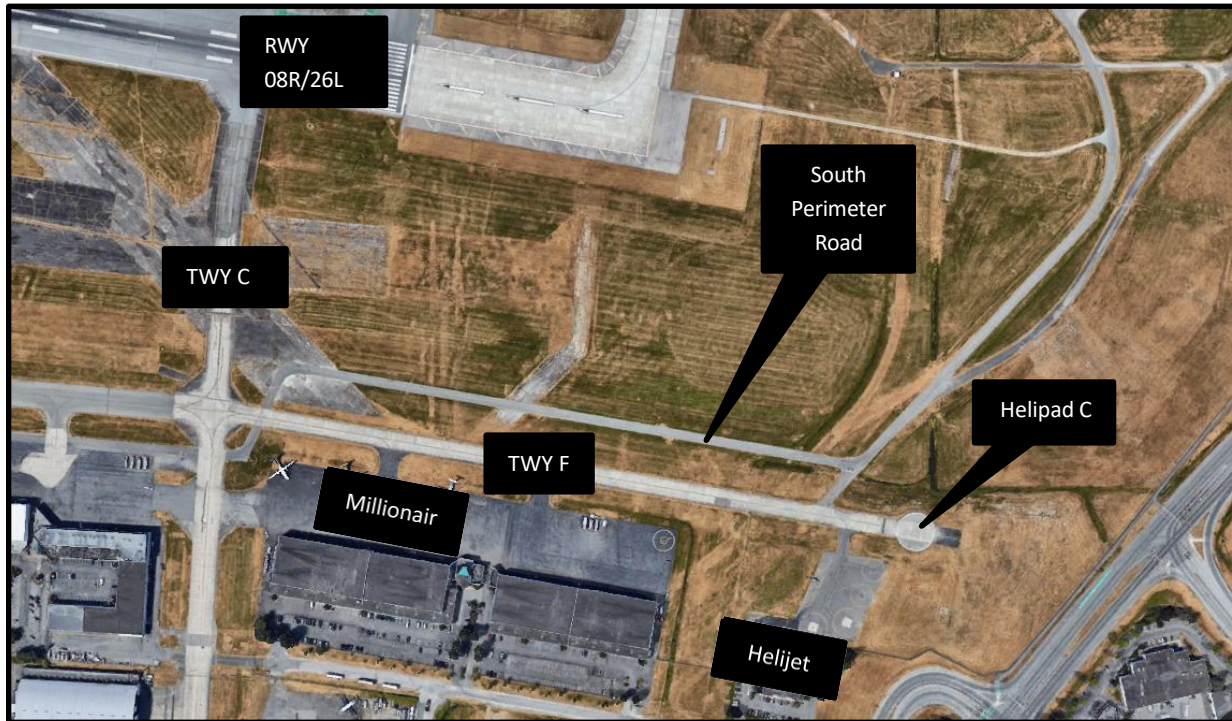 RWY
08R/26L
South
Perimeter
Road
TWY C
Helipad C
TWY F
Millionair
Helijet